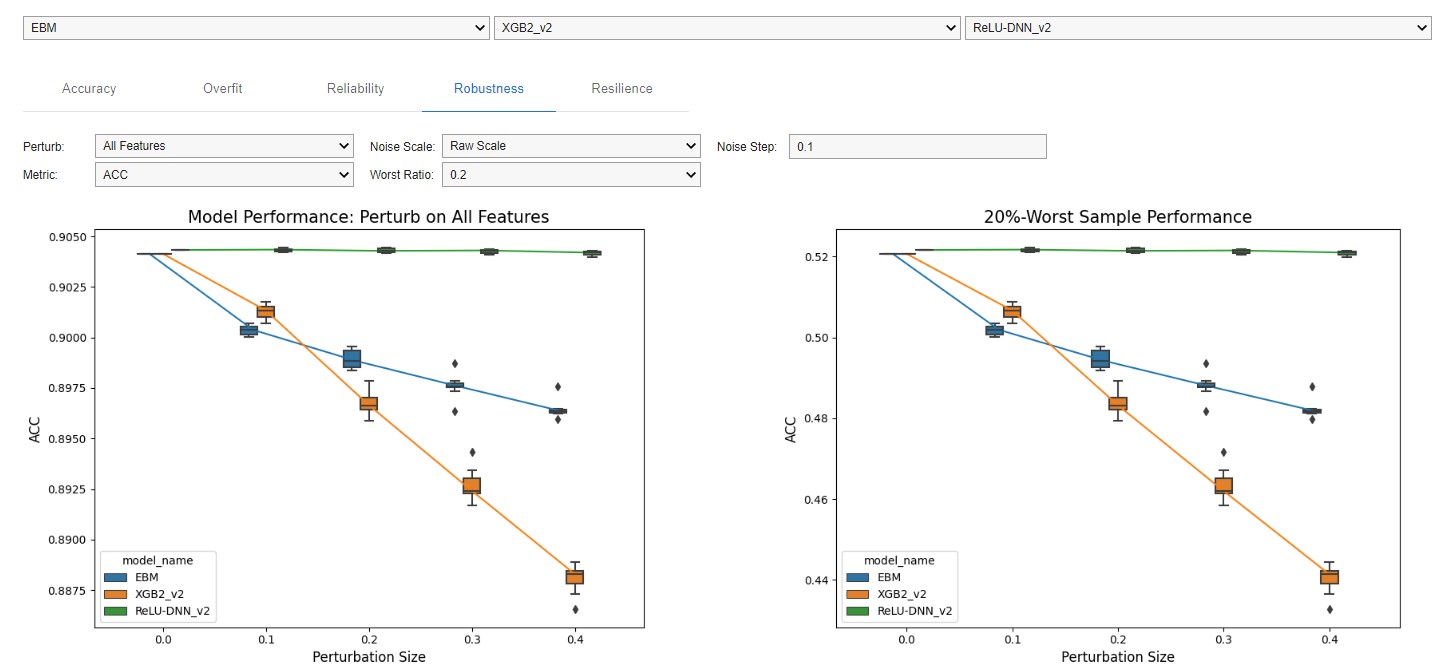 EBM XGB2_v2 ReLU-DNN_v2
Accuracy Overfit Reliability Robustness Resilience
Perturb: All Features Noise Scale: Raw Scale Noise Step: 0.1
Metric: ACC Worst Ratio: 0.2
Model Performance: Perturb on All Features
0.9050
0.9025
0.9000
0.8975
0.8950
0.8925
0.8900
0.8875
ACC
model_name
EBM
XGB2_v2
ReLU-DNN_v2
0.0 0.1 0.2 0.3 0.4
Perturbation Size
20%-Worst Sample Performance
0.52
0.50
0.48
0.46
0.44
ACC
model_name
EBM
XGB2_v2
ReLU-DNN_v2
0.0 0.1 0.2 0.3 0.4
Perturbation Size